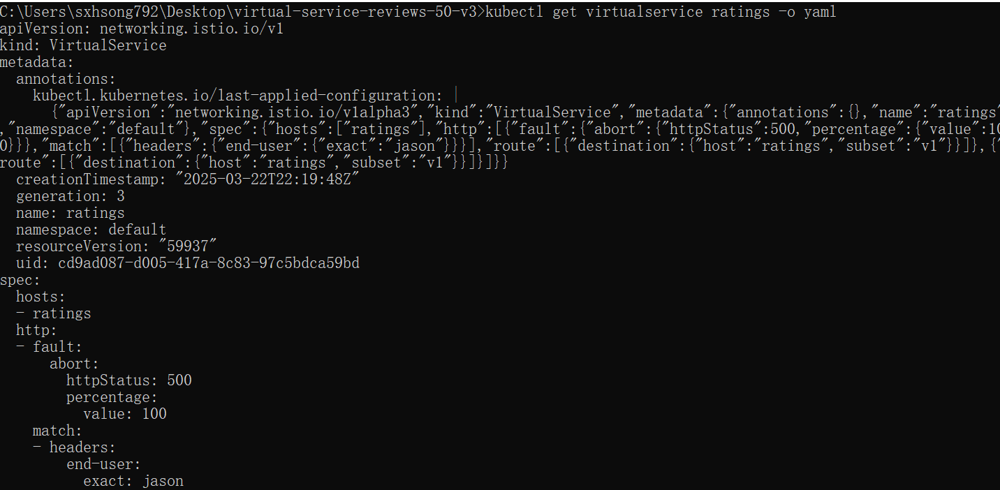 C:\Users\sxhsong792\Desktop\virtual-service-reviews-50-v3>kubectl get virtualservice ratings -o yaml
apiVersion: networking.istio.io/v1
kind: VirtualService
metadata:
  annotations:
    kubectl.kubernetes.io/last-applied-configuration: |
      {"apiVersion":"networking.istio.io/v1alpha3","kind":"VirtualService","metadata":{"annotations":{},"name":"ratings"
,"namespace":"default"},"spec":{"hosts":["ratings"],"http":[{"fault":{"abort":{"httpStatus":500,"percentage":{"value":10
0}}},"match":[{"headers":{"end-user":{"exact":"jason"}}}],"route":[{"destination":{"host":"ratings","subset":"v1"}}]},{"
route":[{"destination":{"host":"ratings","subset":"v1"}}]}]}}
  creationTimestamp: "2025-03-22T22:19:48Z"
  generation: 3
  name: ratings
  namespace: default
  resourceVersion: "59937"
  uid: cd9ad087-d005-417a-8c83-97c5bdca59bd
spec:
  hosts:
  - ratings
  http:
  - fault:
      abort:
        httpStatus: 500
        percentage:
          value: 100
    match:
    - headers:
        end-user:
          exact: jason